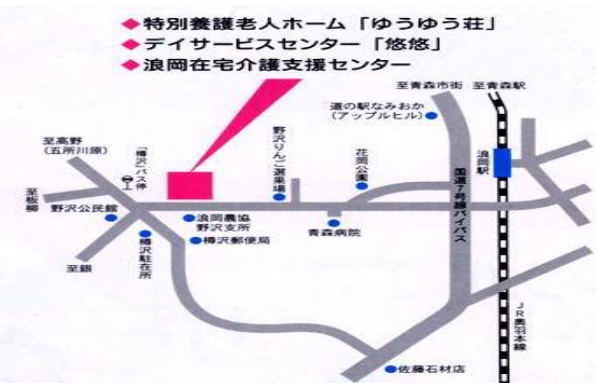 ◆特別養護老人ホーム「ゆうゆう荘」
◆デイサービスセンター「悠悠」
◆浪岡在宅介護支援センター
至青森市街
至青森駅
道の駅なみおか
(アップルヒル)
至高野
(五所川原)
「樽沢」バス停
野沢りんご選果場
花岡公園
国道7号線バイパス
浪岡駅
至板柳
野沢公民館
浪岡農協
野沢支所
青森病院
樽沢郵便局
樽沢駐在所
至銀
JR奥羽本線
佐藤石材店